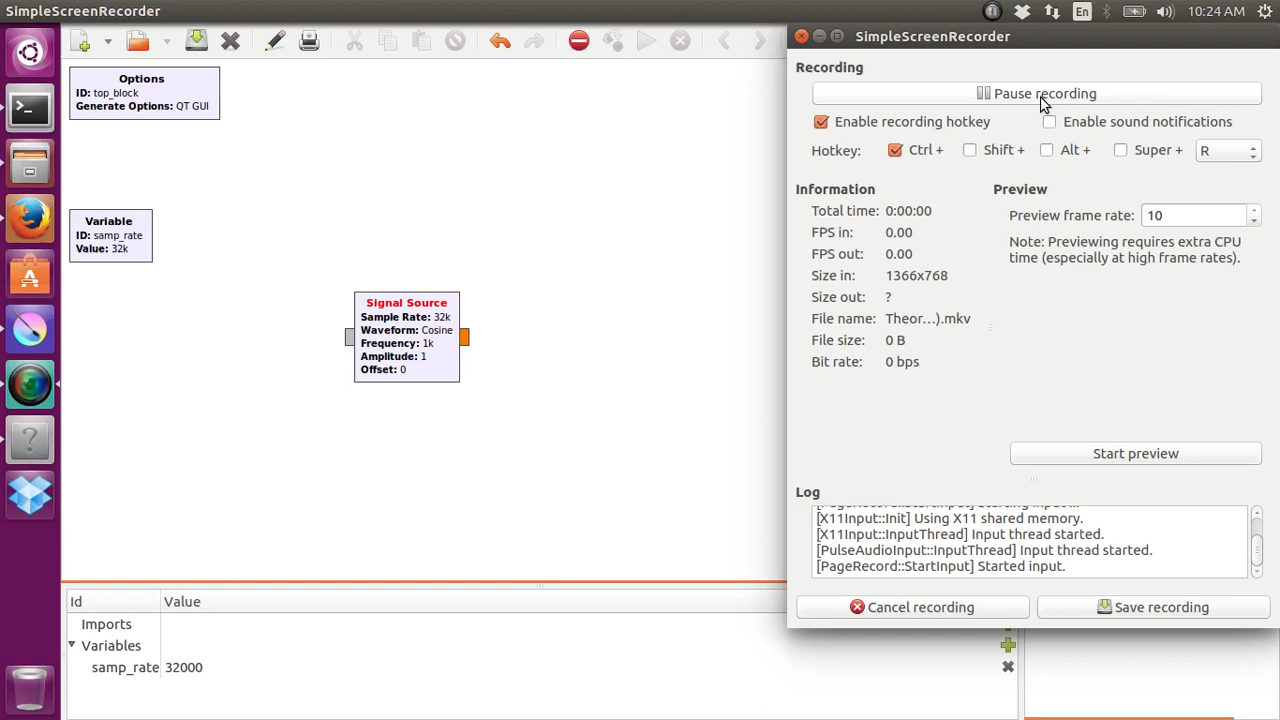 SimpleScreenRecorder
En
10:24 AM
Options
ID: top_block
Generate Options: QT GUI
Variable
ID: samp_rate
Value: 32k
Signal Source
Sample Rate: 32k
Waveform: Cosine
Frequency: 1k
Amplitude: 1
Offset: 0
Id
Value
Imports
Variables
samp_rate
32000
SimpleScreenRecorder
Recording
Pause recording
Enable recording hotkey
Enable sound notifications
Hotkey:
Ctrl +
Shift +
Alt +
Super +
R
Information
Total time: 0:00:00
FPS in: 0.00
FPS out: 0.00
Size in: 1366x768
Size out: ?
File name: Theor...).mkv
File size: 0 B
Bit rate: 0 bps
Preview
Preview frame rate: 10
Note: Previewing requires extra CPU
time (especially at high frame rates).
Start preview
Log
[X11Input::Init] Using X11 shared memory.
[X11Input::InputThread] Input thread started.
[PulseAudioInput::InputThread] Input thread started.
[PageRecord::StartInput] Started input.
Cancel recording
Save recording